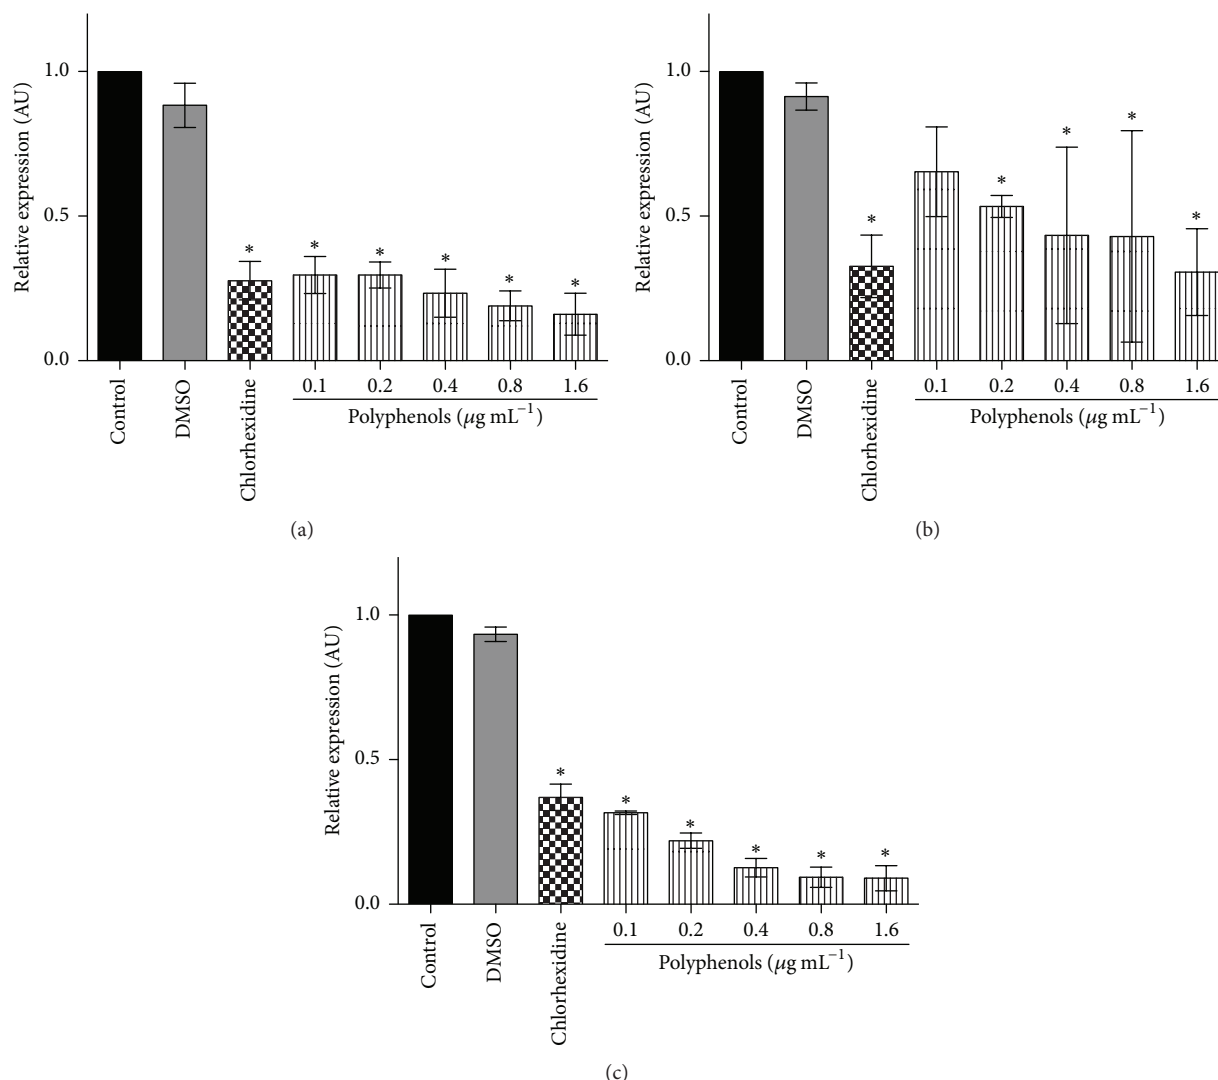 Relative expression (AU)
1.0
0.5
0.0
* * * * * *
Control
DMSO
Chlorhexidine
0.1 0.2 0.4 0.8 1.6
Polyphenols (μg mL⁻¹)
(a)
Relative expression (AU)
1.0
0.5
0.0
* * * * *
Control
DMSO
Chlorhexidine
0.1 0.2 0.4 0.8 1.6
Polyphenols (μg mL⁻¹)
(b)
Relative expression (AU)
1.0
0.5
0.0
* * * * * *
Control
DMSO
Chlorhexidine
0.1 0.2 0.4 0.8 1.6
Polyphenols (μg mL⁻¹)
(c)